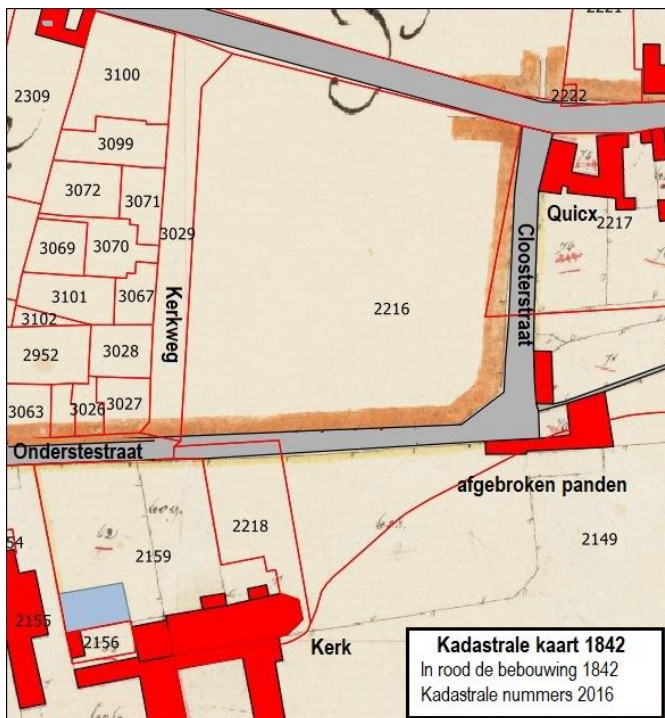 2221
3100
2309
2222
3099
3072
3071
Quicx
2217
3029
3069
3070
Cloosterstraat
3101
3067
Kerkweg
2216
3102
2952
3028
3063
3026
3027
Onderstestraat
afgebroken panden
2218
2159
2149
2155
2156
Kerk
Kadastrale kaart 1842
In rood de bebouwing 1842
Kadastrale nummers 2016